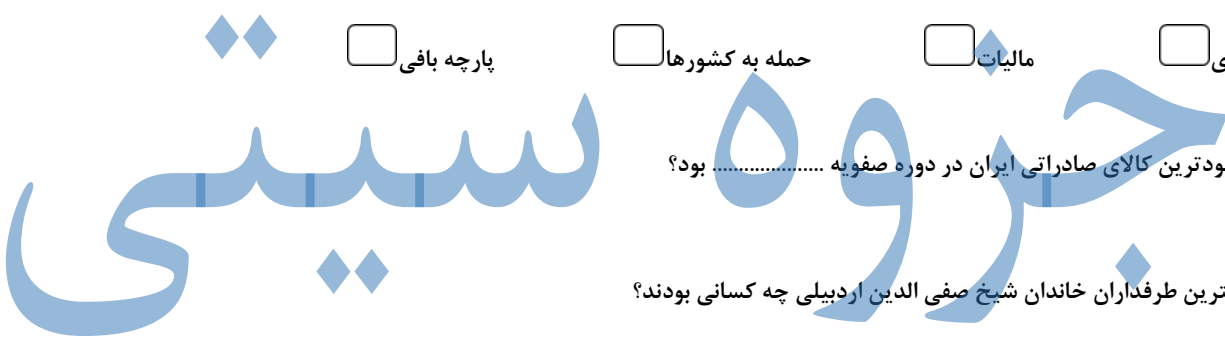 ی مالیات حمله به کشورها پارچه بافی
ودترین کالای صادراتی ایران در دوره صفویه ..................... بود؟
ترین طرفداران خاندان شیخ صفی الدین اردبیلی چه کسانی بودند؟
جزوه سیتی